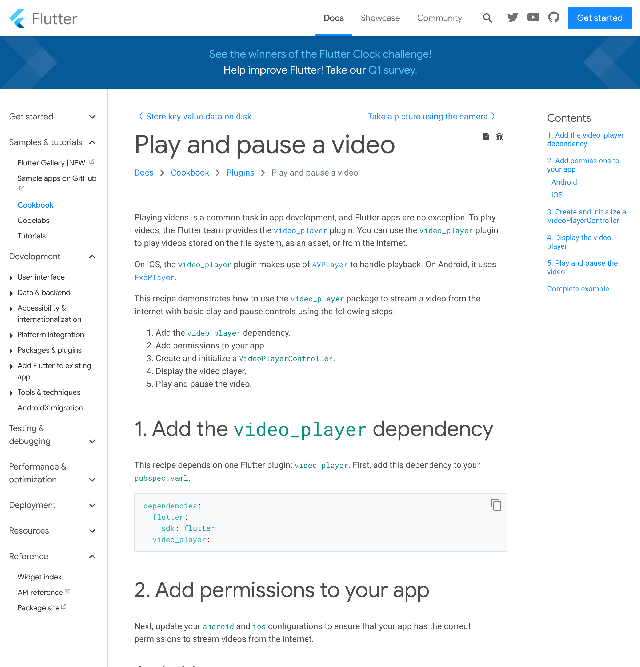 Flutter
Docs
Showcase
Community
Get started
See the winners of the Flutter Clock challenge!
Help improve Flutter! Take our Q1 survey.
Get started
Samples & tutorials
Flutter Gallery [NEW
Sample apps on GitHub
Cookbook
Codelabs
Tutorials
Development
User interface
Data & backend
Accessibility &
internationalization
Platform integration
Packages & plugins
Add Flutter to existing
app
Tools & techniques
AndroidX migration
Testing &
debugging
Performance &
optimization
Deployment
Resources
Reference
Widget index
API reference
Package site
Store key value data on disk
Take a picture using the camera
Play and pause a video
Docs > Cookbook > Plugins > Play and pause a video
Playing videos is a common task in app development, and Flutter apps are no exception. To play
videos, the Flutter team provides the video_player plugin. You can use the video_player plugin
to play videos stored on the file system, as an asset, or from the internet.
On iOS, the video_player plugin makes use of AVPlayer to handle playback. On Android, it uses
ExoPlayer.
This recipe demonstrates how to use the video_player package to stream a video from the
internet with basic play and pause controls using the following steps:
1. Add the video_player dependency.
2. Add permissions to your app.
3. Create and initialize a VideoPlayerController.
4. Display the video player.
5. Play and pause the video.
1. Add the video_player dependency
This recipe depends on one Flutter plugin: video_player. First, add this dependency to your
pubspec.yaml.
dependencies:
flutter:
sdk: flutter
video_player:
2. Add permissions to your app
Next, update your android and ios configurations to ensure that your app has the correct
permissions to stream videos from the internet.
Contents
1. Add the video_player
dependency
2. Add permissions to
your app
Android
iOS
3. Create and initialize a
VideoPlayerController
4. Display the video
player
5. Play and pause the
video
Complete example